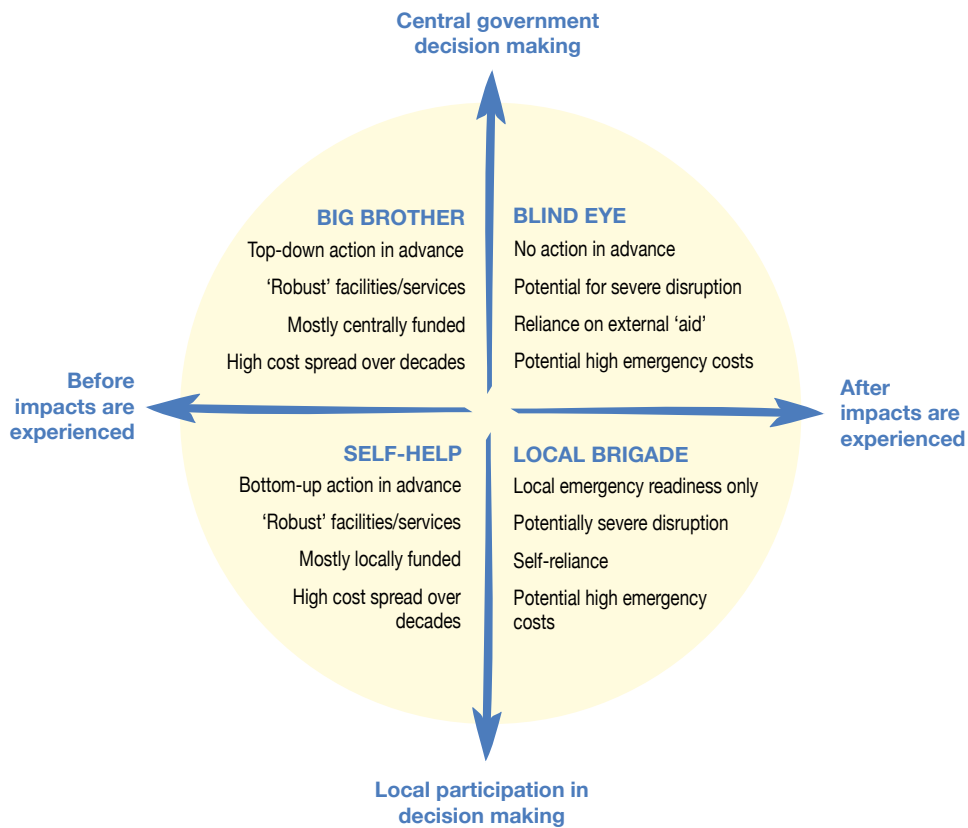 Central government
decision making
BIG BROTHER
Top-down action in advance
‘Robust’ facilities/services
Mostly centrally funded
High cost spread over decades
BLIND EYE
No action in advance
Potential for severe disruption
Reliance on external ‘aid’
Potential high emergency costs
Before
impacts are
experienced
After
impacts are
experienced
SELF-HELP
Bottom-up action in advance
‘Robust’ facilities/services
Mostly locally funded
High cost spread over
decades
LOCAL BRIGADE
Local emergency readiness only
Potentially severe disruption
Self-reliance
Potential high emergency
costs
Local participation in
decision making